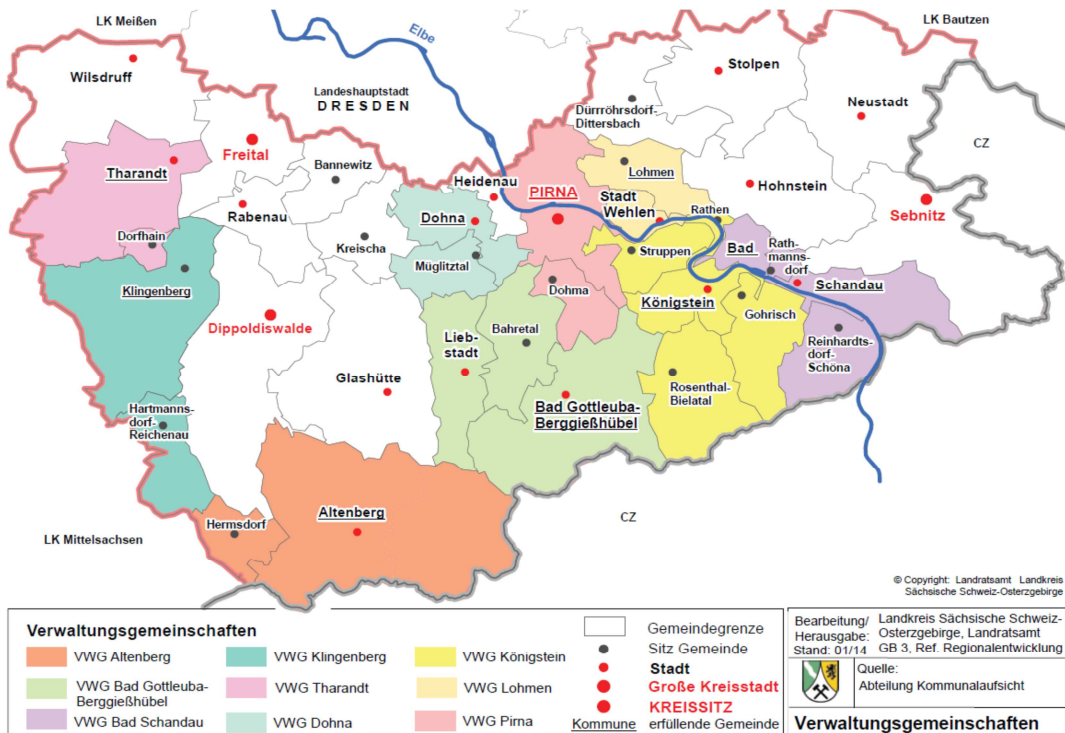 LK Meißen
LK Bautzen
Elbe
Wilsdruff
Stolpen
Landeshauptstadt
DRESDEN
Neustadt
Dürrröhrsdorf-
Dittersbach
CZ
Freital
Tharandt
Bannewitz
Lohmen
Heidenau
PIRNA
Hohnstein
Rabenau
Dohna
Stadt
Wehlen
Rathen
Sebnitz
Dorfhain
Kreischa
Struppen
Bad
Rath-
mannsdorf
Klingenberg
Müglitztal
Dohma
Königstein
Schandau
Gohrisch
Dippoldiswalde
Bahretal
Lieb-
stadt
Reinhardts-
dorf-
Schöna
Glashütte
Rosenthal-
Bielatal
Hartmanns-
dorf-
Reichenau
Bad Gottleuba-
Berggießhübel
Altenberg
Hermsdorf
CZ
LK Mittelsachsen
© Copyright: Landratsamt Landkreis
Sächsische Schweiz-Osterzgebirge
Verwaltungsgemeinschaften
VWG Altenberg
VWG Bad Gottleuba-
Berggießhübel
VWG Bad Schandau
VWG Klingenberg
VWG Tharandt
VWG Dohna
VWG Königstein
VWG Lohmen
VWG Pirna
Gemeindegrenze
Sitz Gemeinde
Stadt
Große Kreisstadt
KREISSITZ
Kommune erfüllende Gemeinde
Bearbeitung/ Landkreis Sächsische Schweiz-
Herausgabe: Osterzgebirge, Landratsamt
Stand: 01/14 GB 3, Ref. Regionalentwicklung
Quelle:
Abteilung Kommunalaufsicht
Verwaltungsgemeinschaften